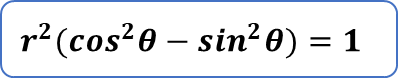 r²(cos²θ − sin²θ) = 1